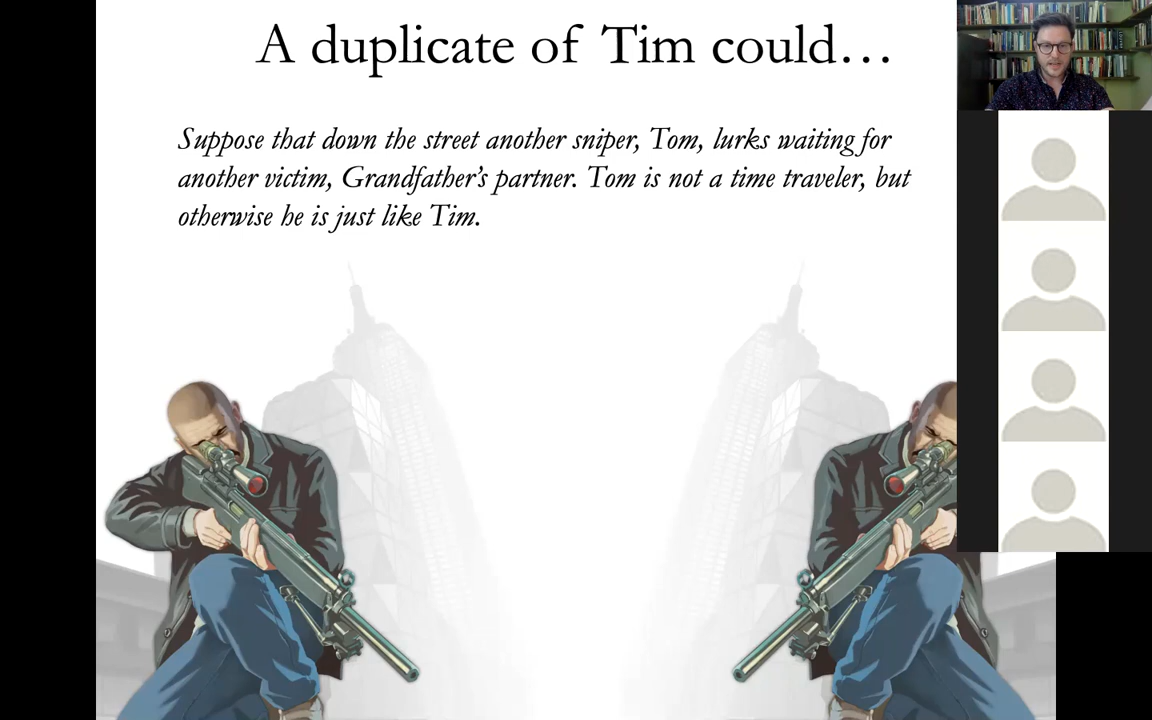 A duplicate of Tim could…
Suppose that down the street another sniper, Tom, lurks waiting for
another victim, Grandfather’s partner. Tom is not a time traveler, but
otherwise he is just like Tim.